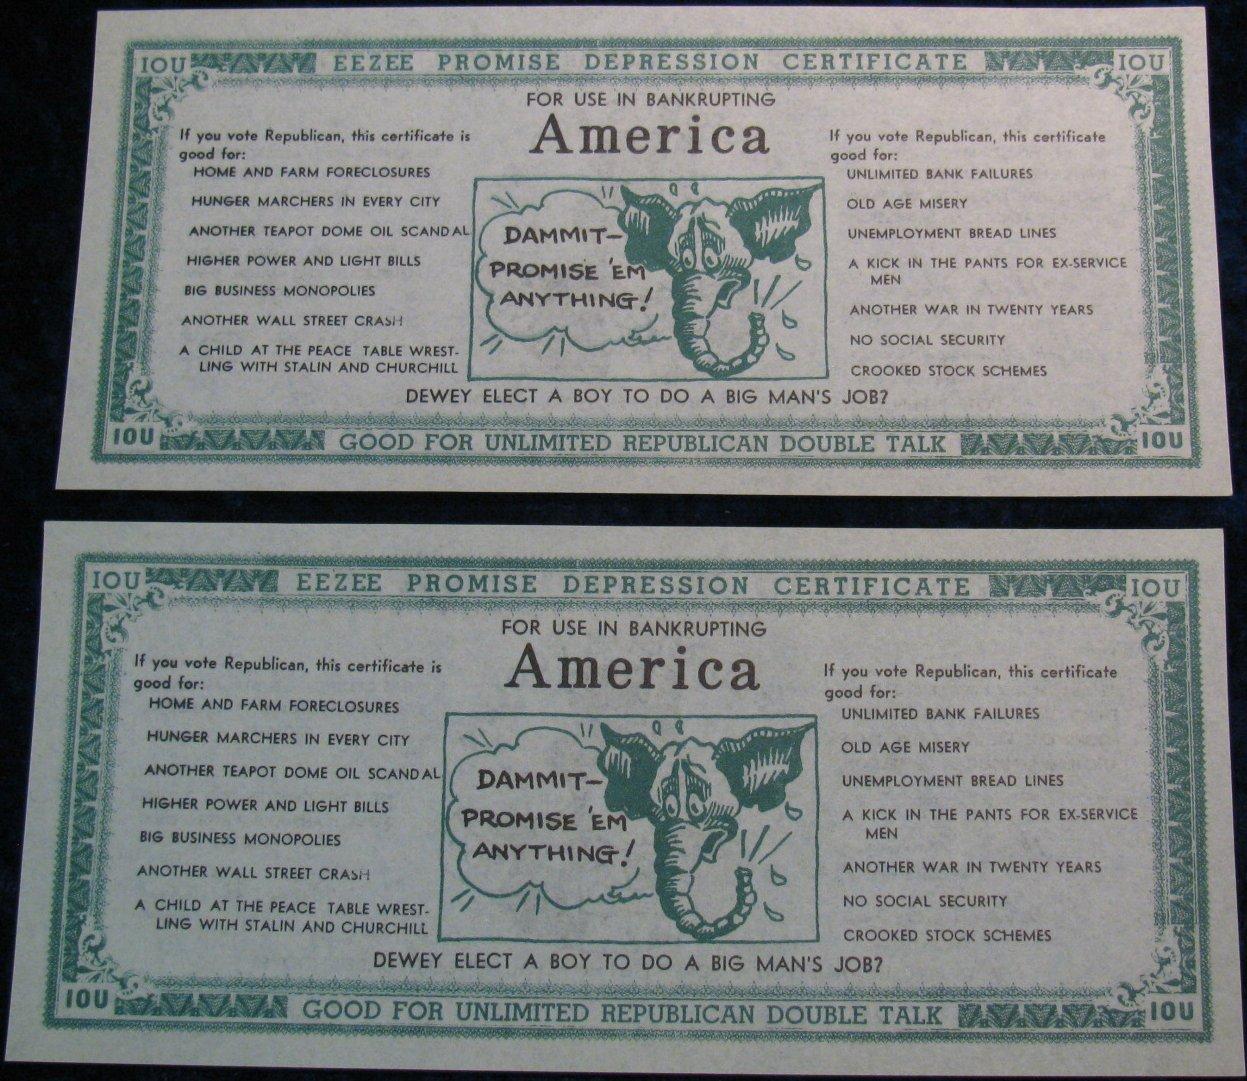 IOU EEZEE PROMISE DEPRESSION CERTIFICATE IOU
FOR USE IN BANKRUPTING
America
If you vote Republican, this certificate is
good for:
HOME AND FARM FORECLOSURES
HUNGER MARCHERS IN EVERY CITY
ANOTHER TEAPOT DOME OIL SCANDAL
HIGHER POWER AND LIGHT BILLS
BIG BUSINESS MONOPOLIES
ANOTHER WALL STREET CRASH
A CHILD AT THE PEACE TABLE WREST-
LING WITH STALIN AND CHURCHILL
DAMMIT-
PROMISE 'EM
ANYTHING!
If you vote Republican, this certificate
good for:
UNLIMITED BANK FAILURES
OLD AGE MISERY
UNEMPLOYMENT BREAD LINES
A KICK IN THE PANTS FOR EX-SERVICE
MEN
ANOTHER WAR IN TWENTY YEARS
NO SOCIAL SECURITY
CROOKED STOCK SCHEMES
DEWEY ELECT A BOY TO DO A BIG MAN'S JOB?
IOU GOOD FOR UNLIMITED REPUBLICAN DOUBLE TALK IOU
IOU EEZEE PROMISE DEPRESSION CERTIFICATE IOU
FOR USE IN BANKRUPTING
America
If you vote Republican, this certificate is
good for:
HOME AND FARM FORECLOSURES
HUNGER MARCHERS IN EVERY CITY
ANOTHER TEAPOT DOME OIL SCANDAL
HIGHER POWER AND LIGHT BILLS
BIG BUSINESS MONOPOLIES
ANOTHER WALL STREET CRASH
A CHILD AT THE PEACE TABLE WREST-
LING WITH STALIN AND CHURCHILL
DAMMIT-
PROMISE 'EM
ANYTHING!
If you vote Republican, this certificate
good for:
UNLIMITED BANK FAILURES
OLD AGE MISERY
UNEMPLOYMENT BREAD LINES
A KICK IN THE PANTS FOR EX-SERVICE
MEN
ANOTHER WAR IN TWENTY YEARS
NO SOCIAL SECURITY
CROOKED STOCK SCHEMES
DEWEY ELECT A BOY TO DO A BIG MAN'S JOB?
IOU GOOD FOR UNLIMITED REPUBLICAN DOUBLE TALK IOU